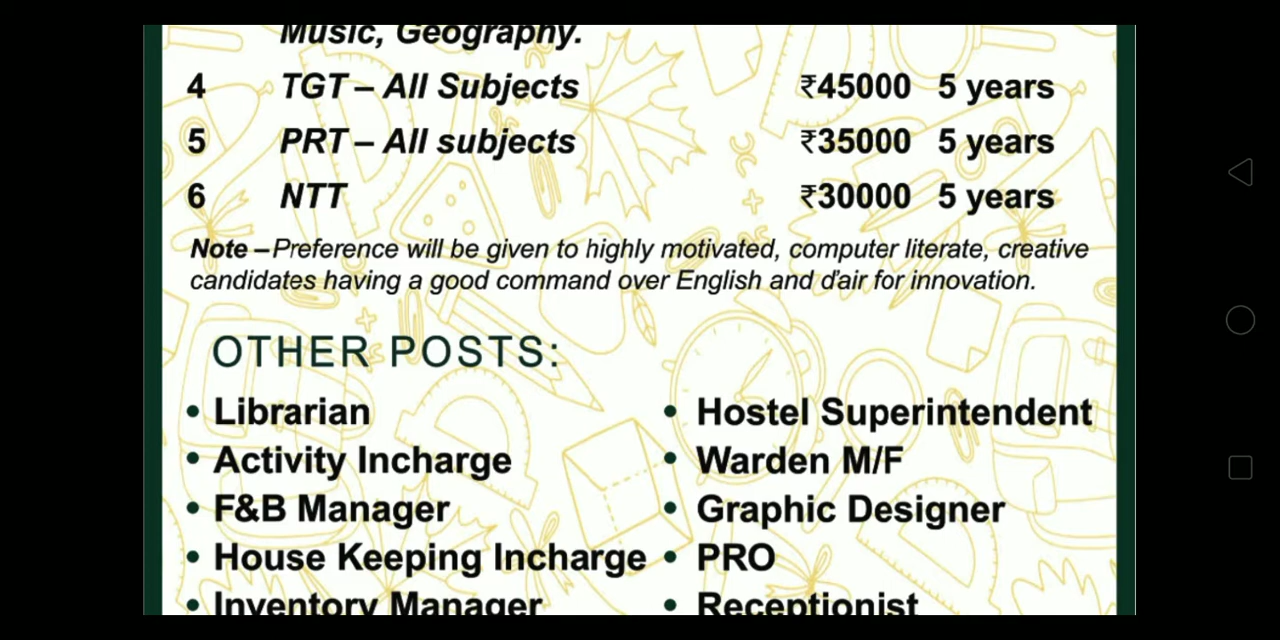 Music, Geography.
4 TGT – All Subjects ₹45000 5 years
5 PRT – All subjects ₹35000 5 years
6 NTT ₹30000 5 years
Note – Preference will be given to highly motivated, computer literate, creative
candidates having a good command over English and d'air for innovation.
OTHER POSTS:
• Librarian
• Activity Incharge
• F&B Manager
• House Keeping Incharge
• Inventory Manager
• Hostel Superintendent
• Warden M/F
• Graphic Designer
• PRO
• Receptionist